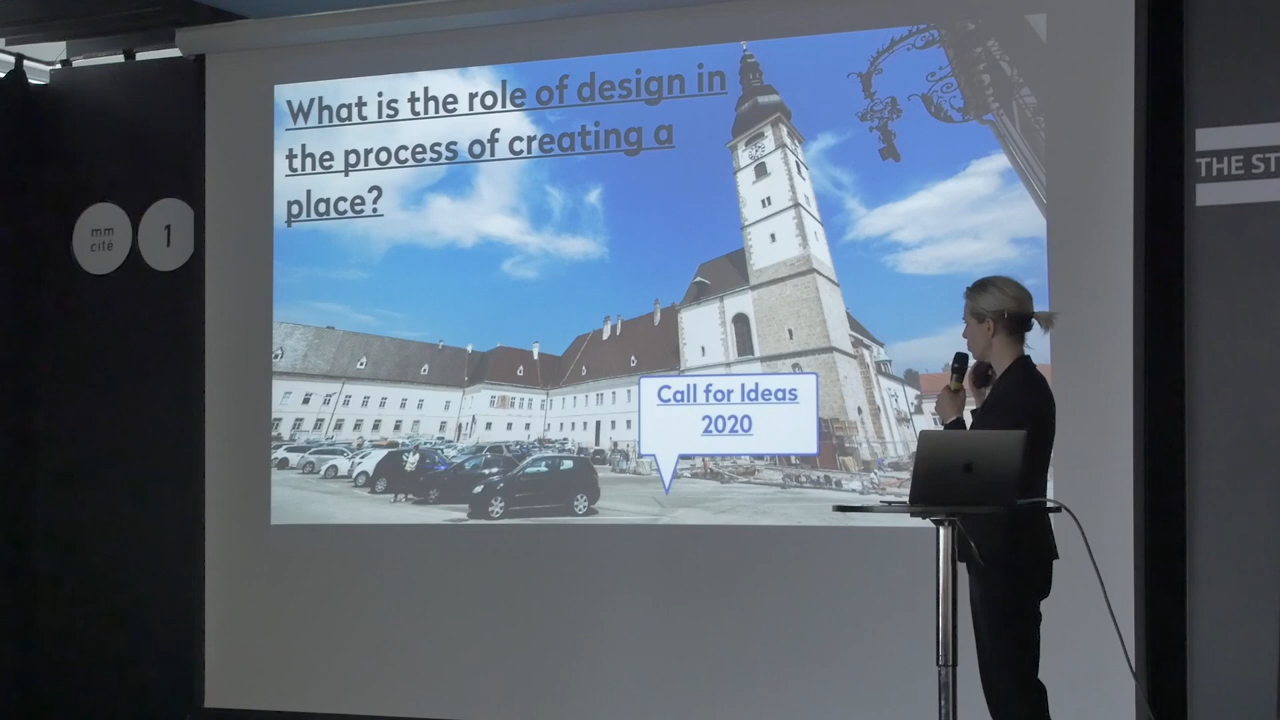 What is the role of design in
the process of creating a
place?
Call for Ideas
2020
mm
cité
1
THE ST